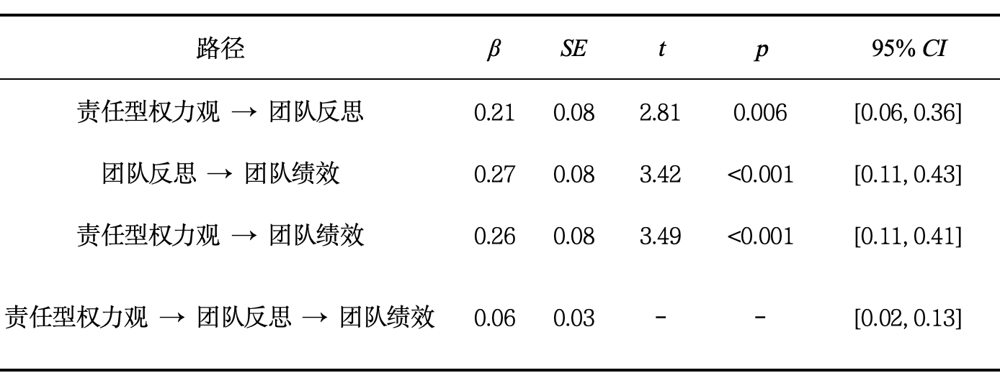 路径 β SE t p 95% CI
责任型权力观 → 团队反思 0.21 0.08 2.81 0.006 [0.06, 0.36]
团队反思 → 团队绩效 0.27 0.08 3.42 <0.001 [0.11, 0.43]
责任型权力观 → 团队绩效 0.26 0.08 3.49 <0.001 [0.11, 0.41]
责任型权力观 → 团队反思 → 团队绩效 0.06 0.03 - - [0.02, 0.13]